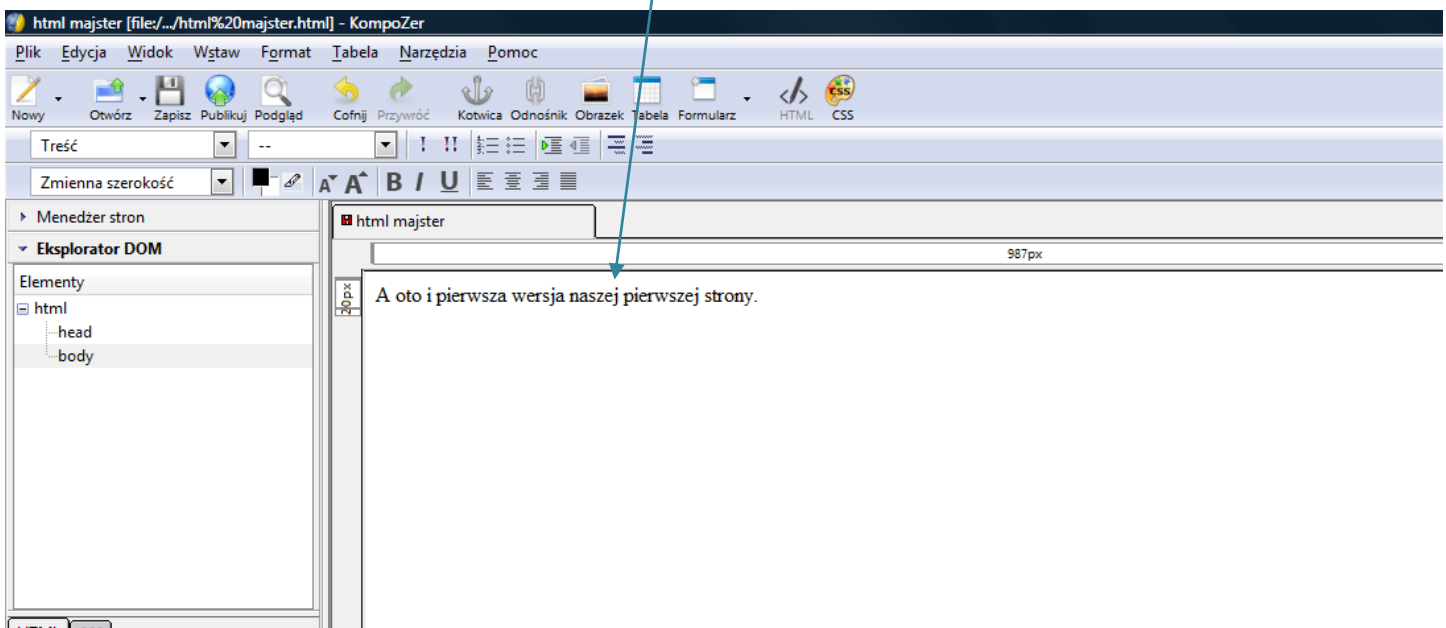 html majster [file:/.../html%20majster.html] - KompoZer
Plik Edycja Widok Wstaw Format Tabela Narzędzia Pomoc
Nowy Otwórz Zapisz Publikuj Podgląd Cofnij Przywróć Kotwica Odnośnik Obrazek Tabela Formularz HTML CSS
Treść -- ! !!
Zmienna szerokość A A B I U
Menedżer stron
html majster
Eksplorator DOM
987px
Elementy
20px
A oto i pierwsza wersja naszej pierwszej strony.
html
head
body
HTML